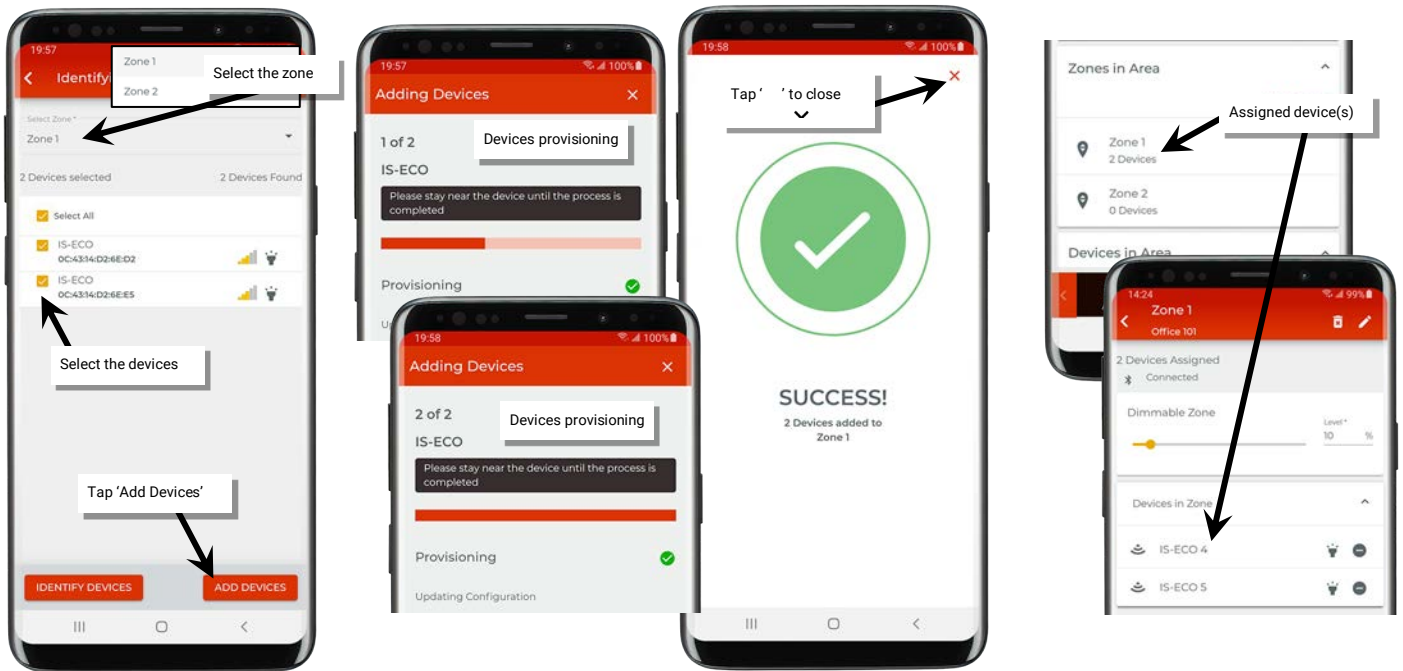 19:57
Identify
Zone 1
Zone 2
Select the zone
Select Zone *
Zone 1
2 Devices selected
2 Devices Found
Select All
IS-ECO
0C:43:14:D2:6E:D2
IS-ECO
0C:43:14:D2:6E:E5
Select the devices
Tap ‘Add Devices’
IDENTIFY DEVICES
ADD DEVICES
19:57
100%
Adding Devices
1 of 2
Devices provisioning
IS-ECO
Please stay near the device until the process is
completed
Provisioning
19:58
100%
Adding Devices
2 of 2
Devices provisioning
IS-ECO
Please stay near the device until the process is
completed
Provisioning
Updating Configuration
19:58
100%
Tap ‘ ’ to close
SUCCESS!
2 Devices added to
Zone 1
Zones in Area
Assigned device(s)
Zone 1
2 Devices
Zone 2
0 Devices
Devices in Area
14:24
99%
Zone 1
Office 101
2 Devices Assigned
Connected
Dimmable Zone
Level *
10 %
Devices in Zone
IS-ECO 4
IS-ECO 5